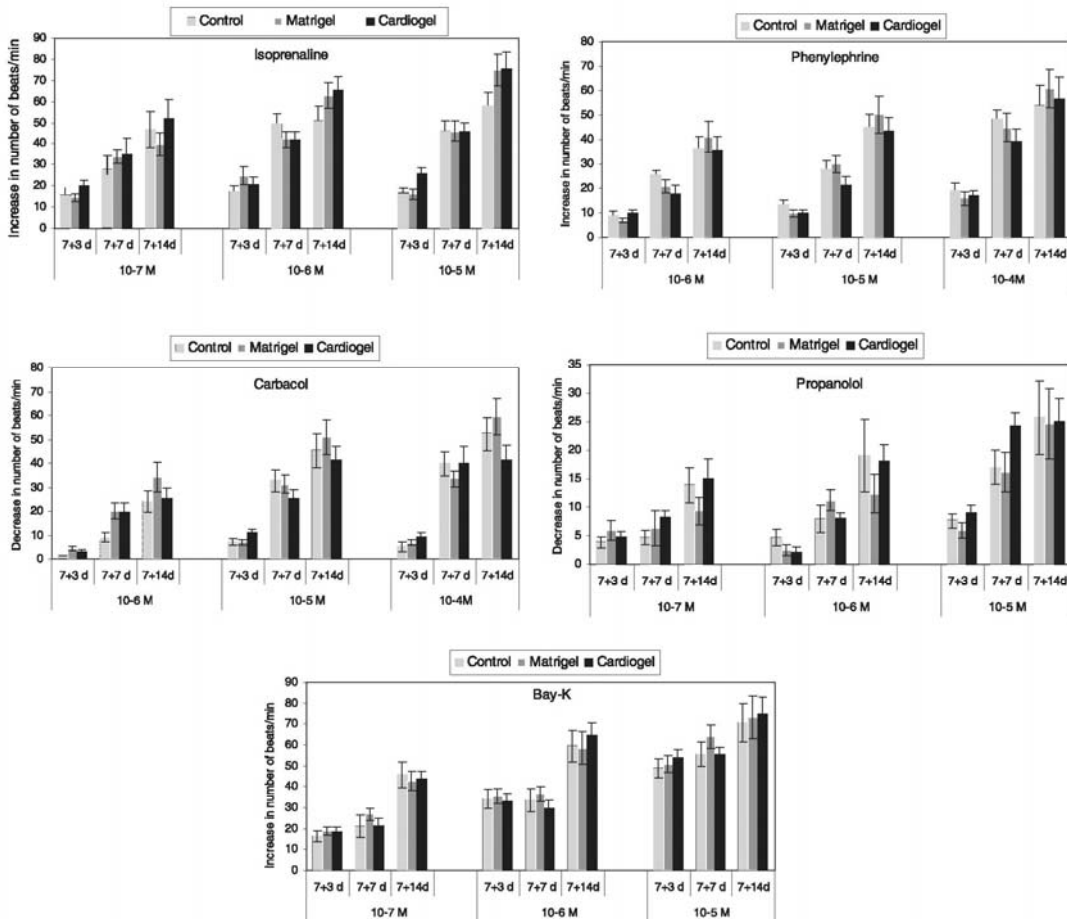 Control Matrigel Cardiogel
Isoprenaline
Increase in number of beats/min
90
80
70
60
50
40
30
20
10
0
7+3 d 7+7 d 7+14d 7+3 d 7+7 d 7+14d 7+3 d 7+7 d 7+14d
10-7 M 10-6 M 10-5 M
Control Matrigel Cardiogel
Phenylephrine
Increase in number of beats/min
80
70
60
50
40
30
20
10
0
7+3 d 7+7 d 7+14d 7+3 d 7+7 d 7+14d 7+3 d 7+7 d 7+14d
10-6 M 10-5 M 10-4M
Control Matrigel Cardiogel
Carbacol
Decrease in number of beats/min
80
70
60
50
40
30
20
10
0
7+3 d 7+7 d 7+14d 7+3 d 7+7 d 7+14d 7+3 d 7+7 d 7+14d
10-6 M 10-5 M 10-4M
Control Matrigel Cardiogel
Propanolol
Decrease in number of beats/min
35
30
25
20
15
10
5
0
7+3 d 7+7 d 7+14d 7+3 d 7+7 d 7+14d 7+3 d 7+7 d 7+14d
10-7 M 10-6 M 10-5 M
Control Matrigel Cardiogel
Bay-K
Increase in number of beats/min
90
80
70
60
50
40
30
20
10
0
7+3 d 7+7 d 7+14d 7+3 d 7+7 d 7+14d 7+3 d 7+7 d 7+14d
10-7 M 10-6 M 10-5 M